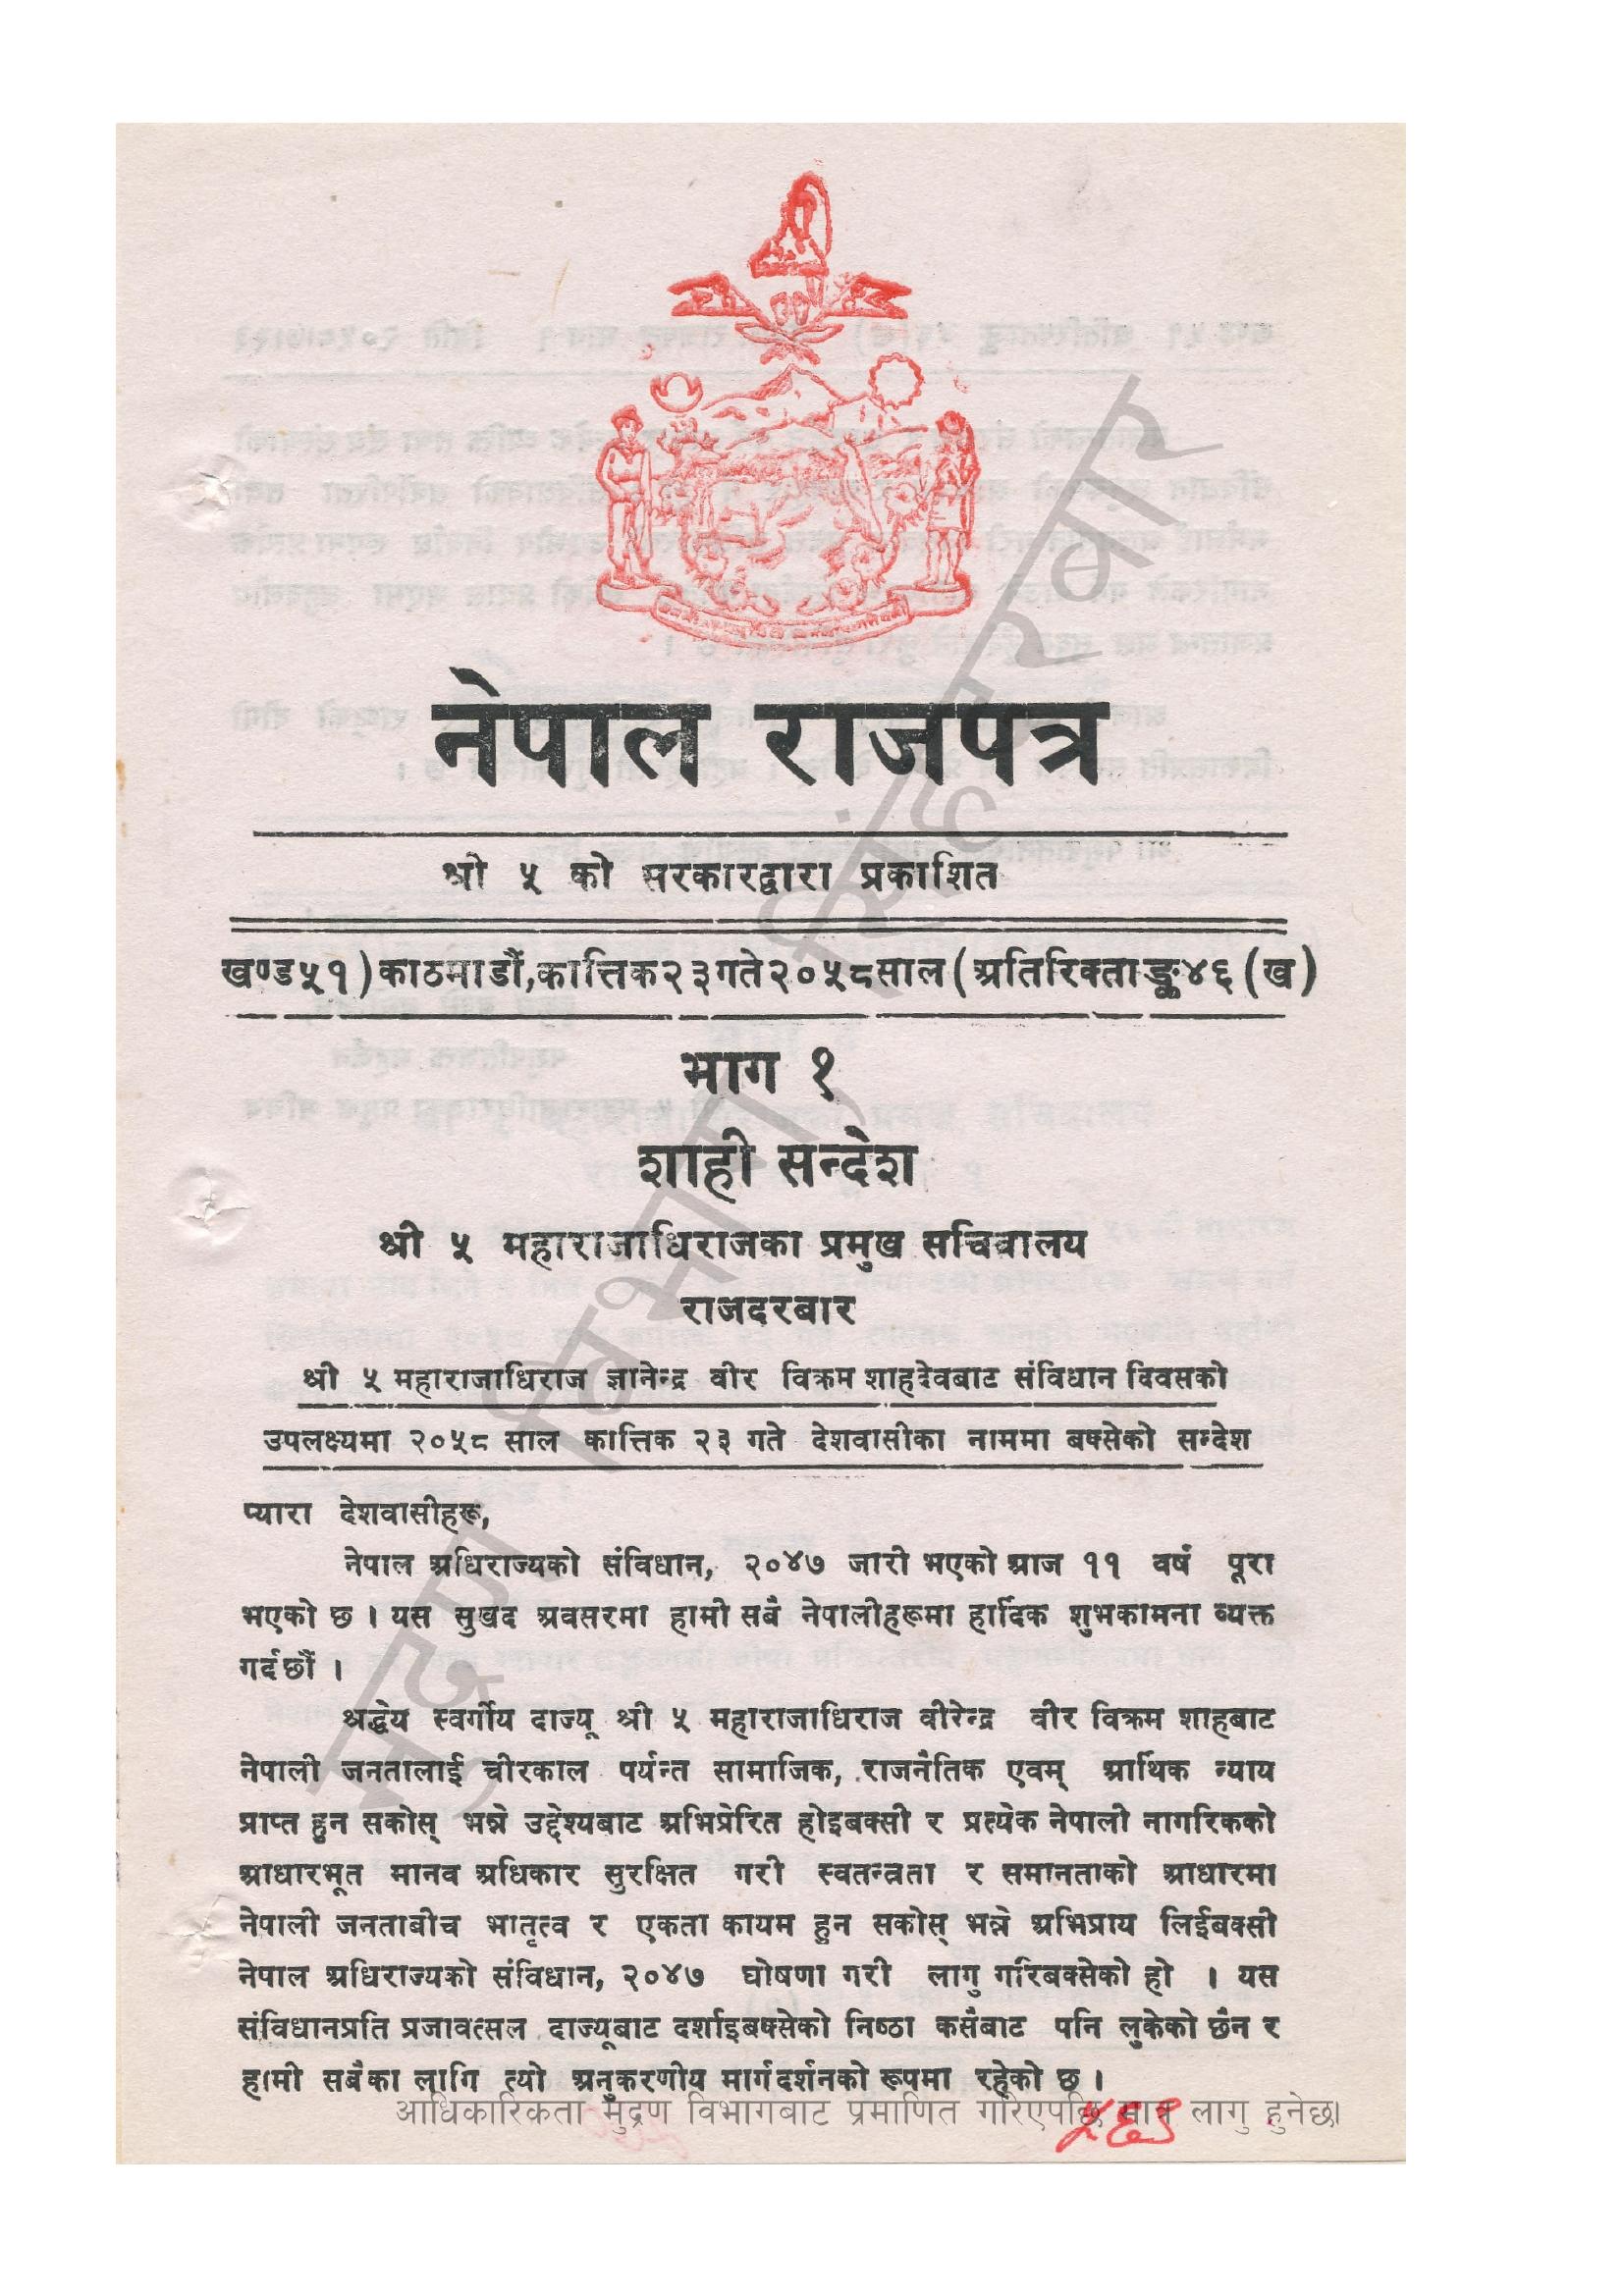 नेपाल राजपत्र
श्री ५ को सरकारद्वारा प्रकाशित
खण्ड ५१) काठमाडौं, कात्तिक २३ गते २०५८ साल (अतिरिक्ताङ्क ४६ (ख)
भाग १
शाही सन्देश
श्री ५ महाराजाधिराजका प्रमुख सचिवालय
राजदरबार
श्री ५ महाराजाधिराज ज्ञानेन्द्र वीर विक्रम शाहदेवबाट संविधान दिवसको
उपलक्ष्यमा २०५८ साल कात्तिक २३ गते देशवासीका नाममा बक्सेको सन्देश
प्यारा देशवासीहरू,
नेपाल अधिराज्यको संविधान, २०४७ जारी भएको आज ११ वर्ष पूरा
भएको छ । यस सुखद अवसरमा हामी सबै नेपालीहरूमा हार्दिक शुभकामना व्यक्त
गर्दछौं ।
श्रद्धेय स्वर्गीय दाज्यू श्री ५ महाराजाधिराज वीरेन्द्र वीर विक्रम शाहबाट
नेपाली जनतालाई चीरकाल पर्यन्त सामाजिक, राजनैतिक एवम् आर्थिक न्याय
प्राप्त हुन सकोस् भन्ने उद्देश्यबाट अभिप्रेरित होइबक्सी र प्रत्येक नेपाली नागरिकको
आधारभूत मानव अधिकार सुरक्षित गरी स्वतन्त्रता र समानताको आधारमा
नेपाली जनताबीच भातृत्व र एकता कायम हुन सकोस् भन्ने अभिप्राय लिईबक्सी
नेपाल अधिराज्यको संविधान, २०४७ घोषणा गरी लागु गरिबक्सेको हो । यस
संविधानप्रति प्रजावत्सल दाज्यूबाट दर्शाइबक्सेको निष्ठा कसैबाट पनि लुकेको छैन र
हामी सबैका लागि त्यो अनुकरणीय मार्गदर्शनको रूपमा रहेको छ ।
आधिकारिकता मुद्रण विभागबाट प्रमाणित गरिएपछि मात्र लागु हुनेछ।
मुद्रण विभाग, सिंहदरबार